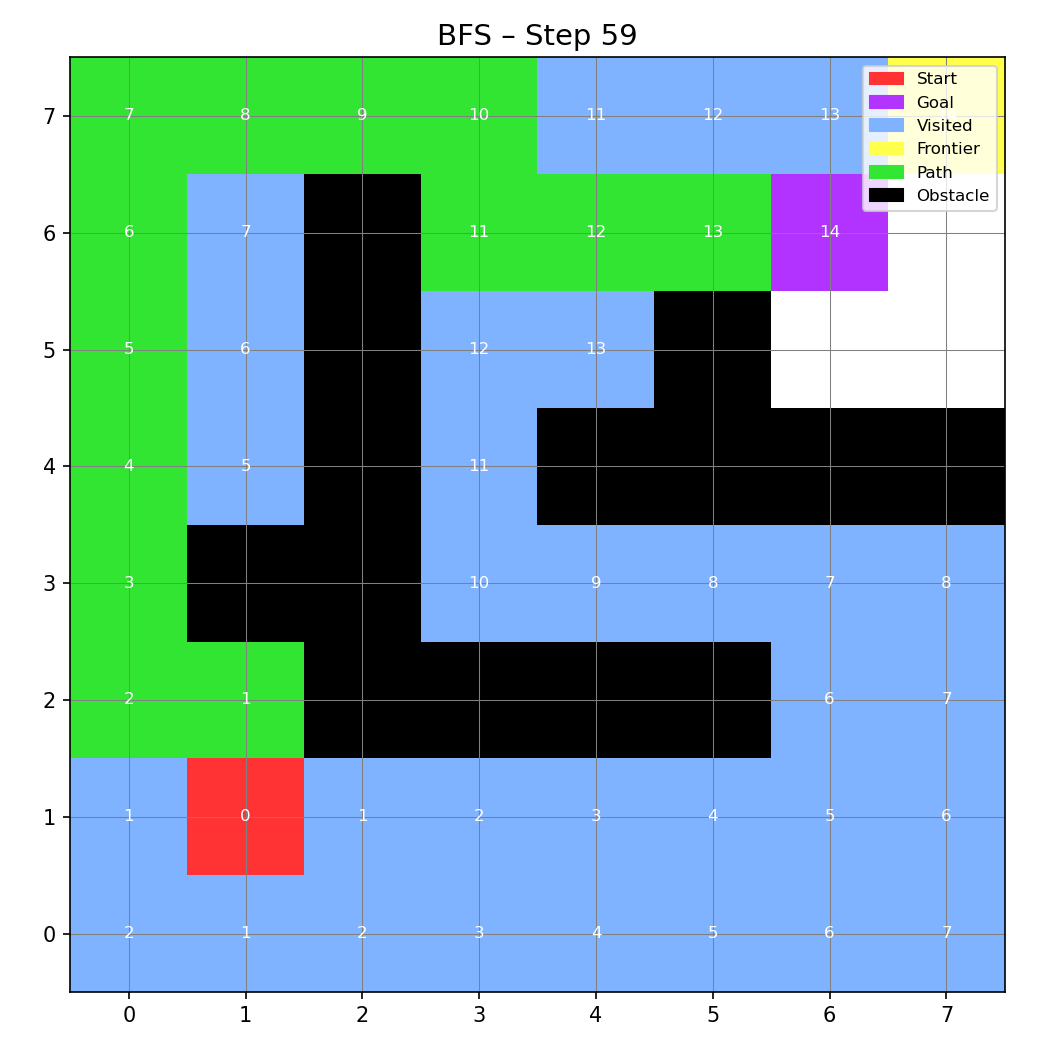 BFS – Step 59
Start
Goal
Visited
Frontier
Path
Obstacle
7 7 8 9 10 11 12 13
6 6 7 11 12 13 14
5 5 6 12 13
4 4 5 11
3 3 10 9 8 7 8
2 2 1 6 7
1 1 0 1 2 3 4 5 6
0 2 1 2 3 4 5 6 7
0 1 2 3 4 5 6 7